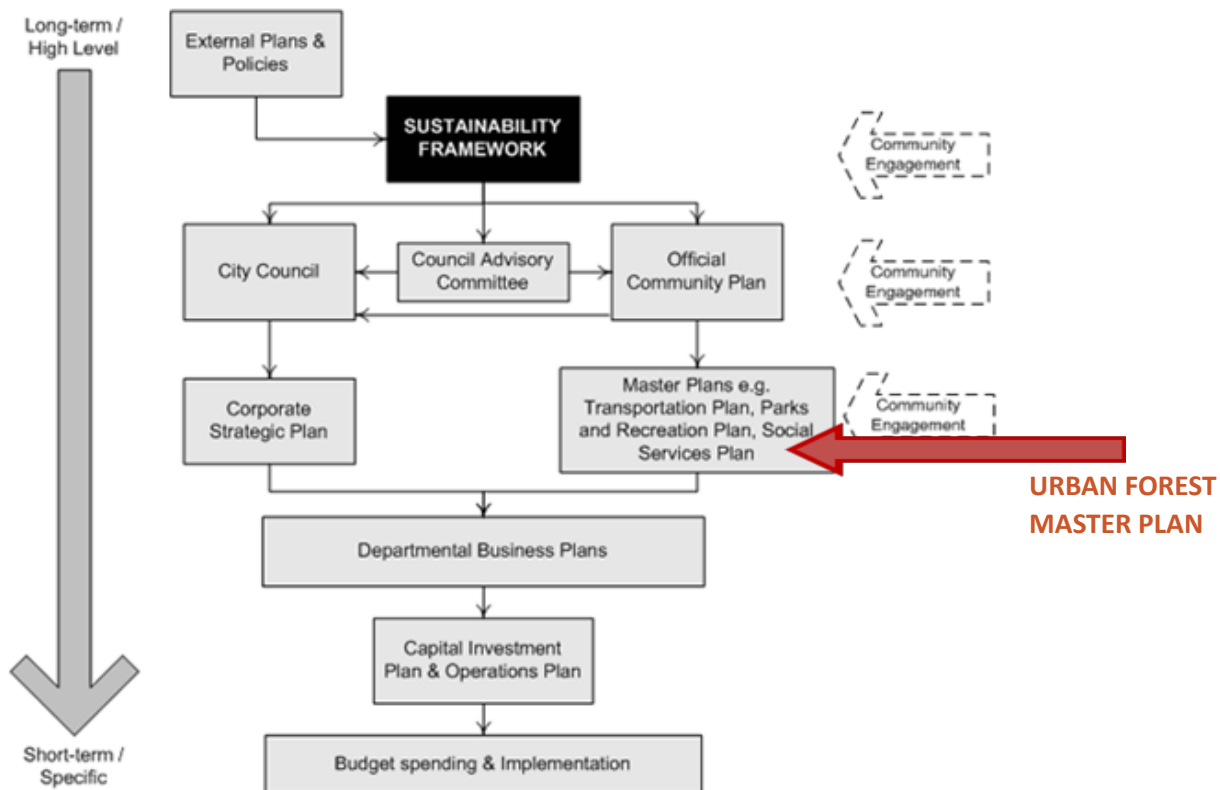 Long-term /
High Level
External Plans &
Policies
SUSTAINABILITY
FRAMEWORK
Community
Engagement
City Council
Council Advisory
Committee
Official
Community Plan
Community
Engagement
Corporate
Strategic Plan
Master Plans e.g.
Transportation Plan, Parks
and Recreation Plan, Social
Services Plan
Community
Engagement
URBAN FOREST
MASTER PLAN
Departmental Business Plans
Capital Investment
Plan & Operations Plan
Short-term /
Specific
Budget spending & Implementation